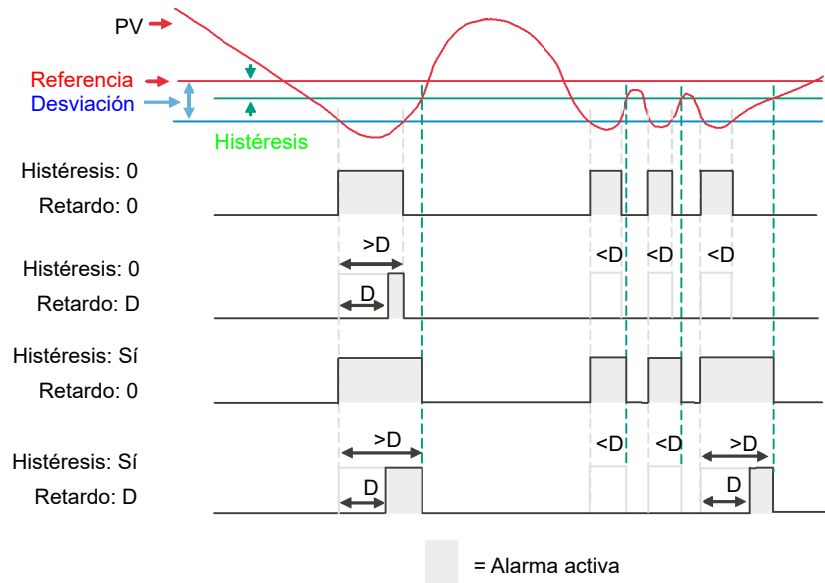 PV
Referencia
Desviación
Histéresis
Histéresis: 0
Retardo: 0
>D
<D <D <D
Histéresis: 0
D
Retardo: D
Histéresis: Sí
Retardo: 0
>D
<D <D >D
Histéresis: Sí
D D
Retardo: D
= Alarma activa